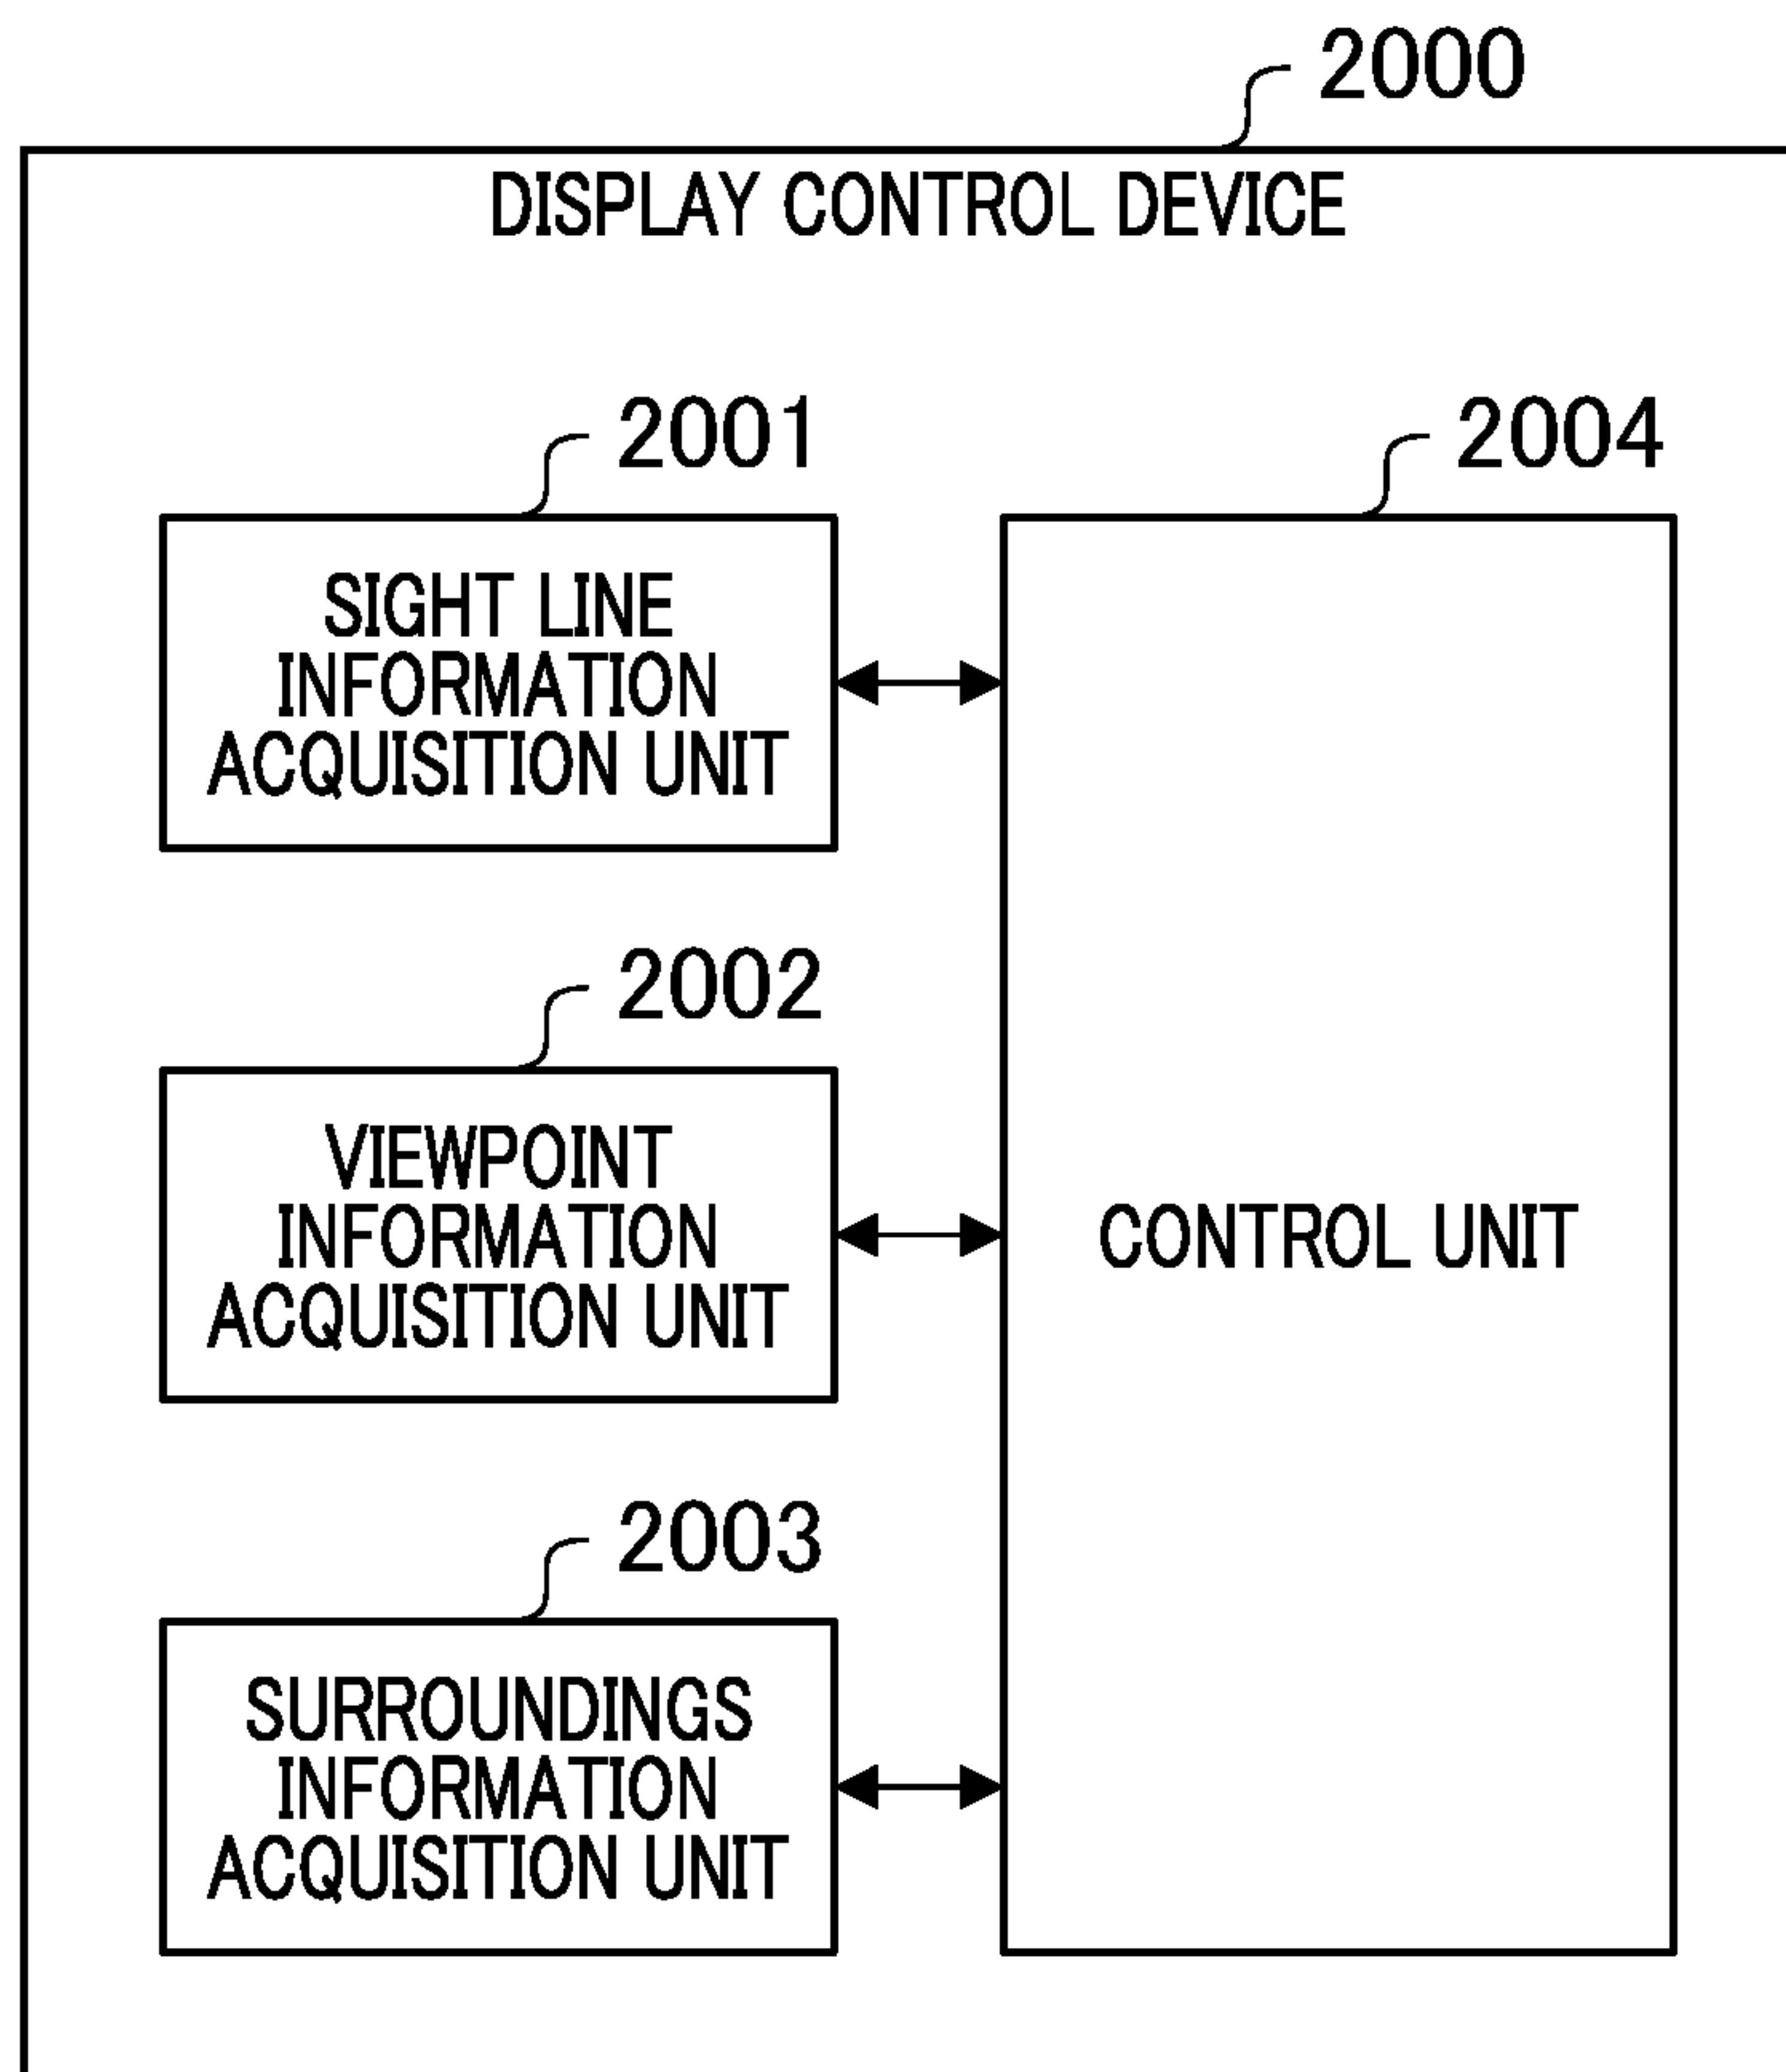 2000
DISPLAY CONTROL DEVICE
2001
2004
SIGHT LINE
INFORMATION
ACQUISITION UNIT
2002
VIEWPOINT
INFORMATION
ACQUISITION UNIT
CONTROL UNIT
2003
SURROUNDINGS
INFORMATION
ACQUISITION UNIT